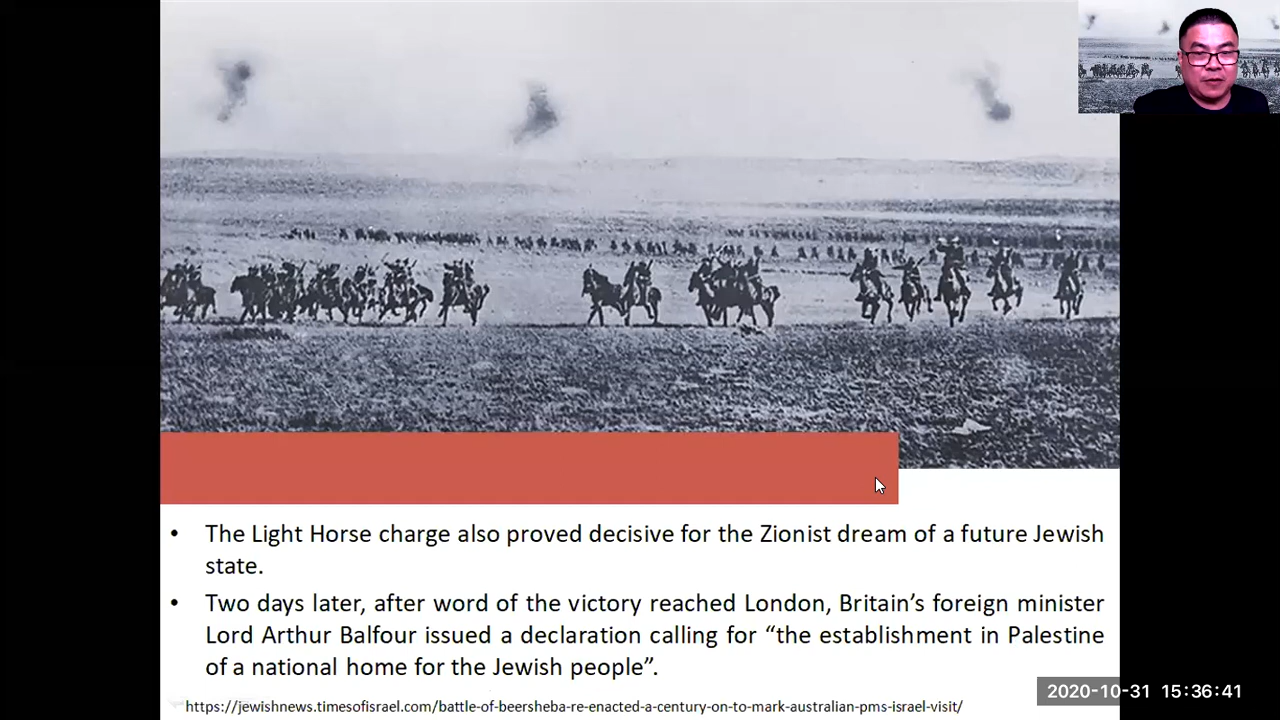 • The Light Horse charge also proved decisive for the Zionist dream of a future Jewish
state.
• Two days later, after word of the victory reached London, Britain’s foreign minister
Lord Arthur Balfour issued a declaration calling for “the establishment in Palestine
of a national home for the Jewish people”.
https://jewishnews.timesofisrael.com/battle-of-beersheba-re-enacted-a-century-on-to-mark-australian-pms-israel-visit/
2020-10-31 15:36:41